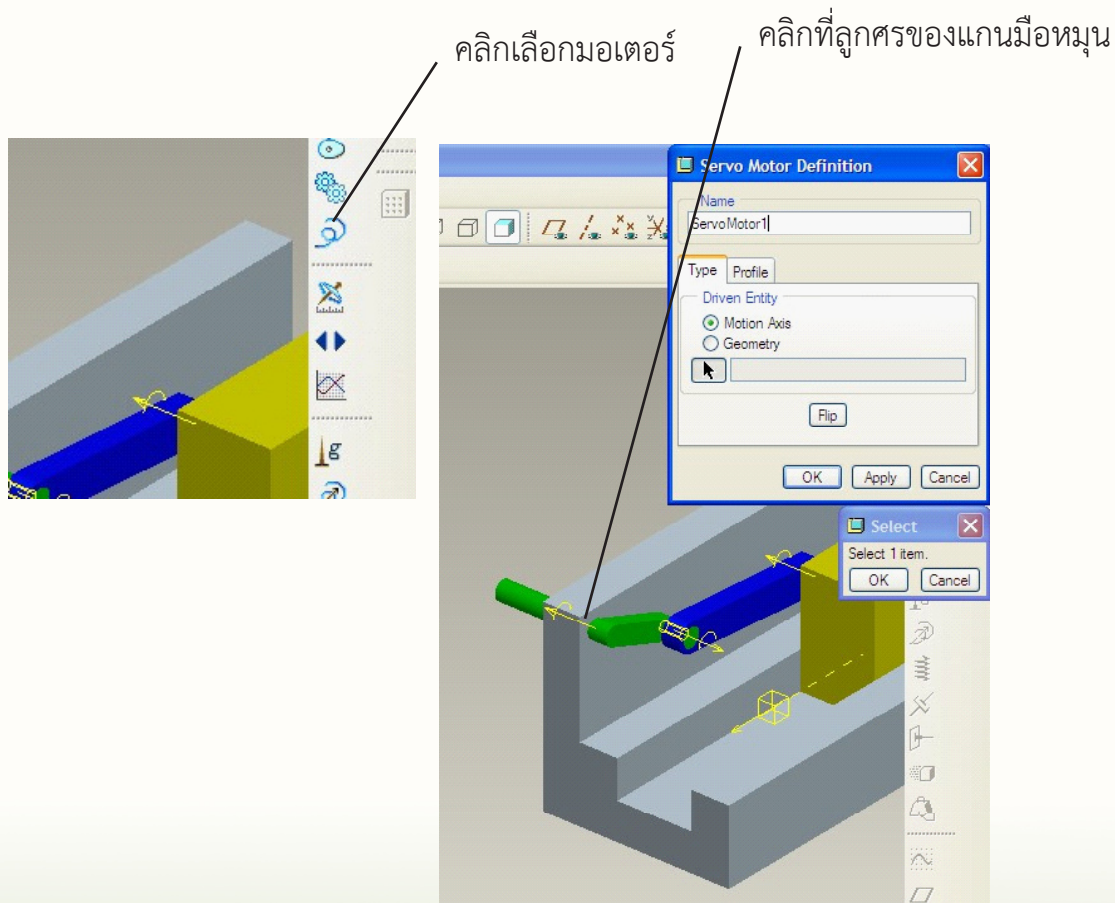 คลิกเลือกมอเตอร์
คลิกที่ลูกศรของแกนมือหมุน
Servo Motor Definition
Name
ServoMotor1
Type Profile
Driven Entity
Motion Axis
Geometry
Flip
OK Apply Cancel
Select
Select 1 item.
OK Cancel
g